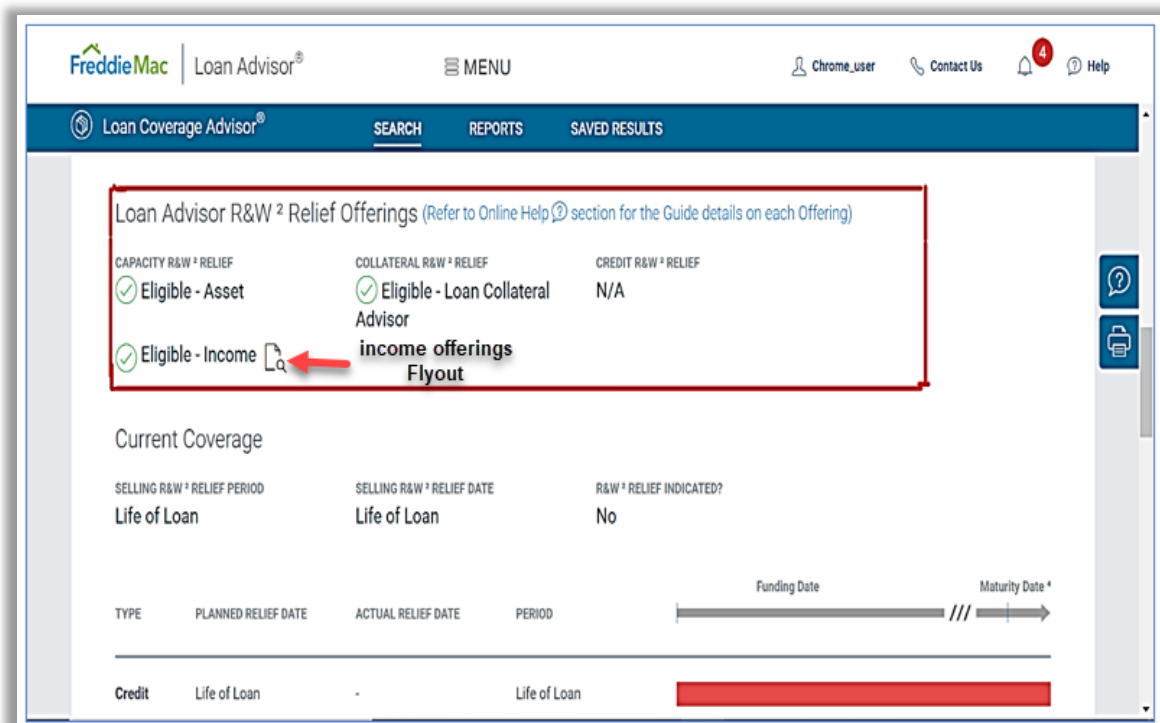 FreddieMac | Loan Advisor®
MENU
Chrome_user
Contact Us
4
Help
Loan Coverage Advisor®
SEARCH
REPORTS
SAVED RESULTS
Loan Advisor R&W ² Relief Offerings (Refer to Online Help ? section for the Guide details on each Offering)
CAPACITY R&W ² RELIEF
COLLATERAL R&W ² RELIEF
CREDIT R&W ² RELIEF
Eligible - Asset
Eligible - Loan Collateral
Advisor
N/A
Eligible - Income
income offerings
Flyout
Current Coverage
SELLING R&W ² RELIEF PERIOD
SELLING R&W ² RELIEF DATE
R&W ² RELIEF INDICATED?
Life of Loan
Life of Loan
No
Funding Date
Maturity Date ⁴
TYPE
PLANNED RELIEF DATE
ACTUAL RELIEF DATE
PERIOD
///
Credit
Life of Loan
-
Life of Loan